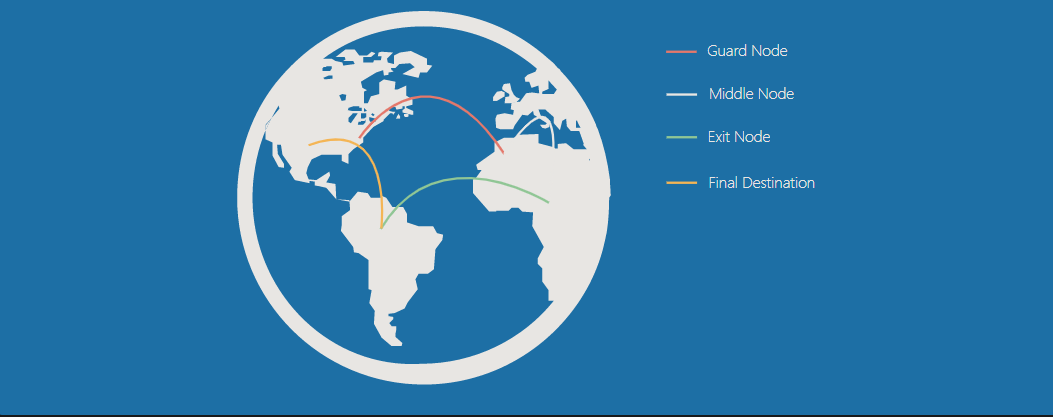 Guard Node
Middle Node
Exit Node
Final Destination